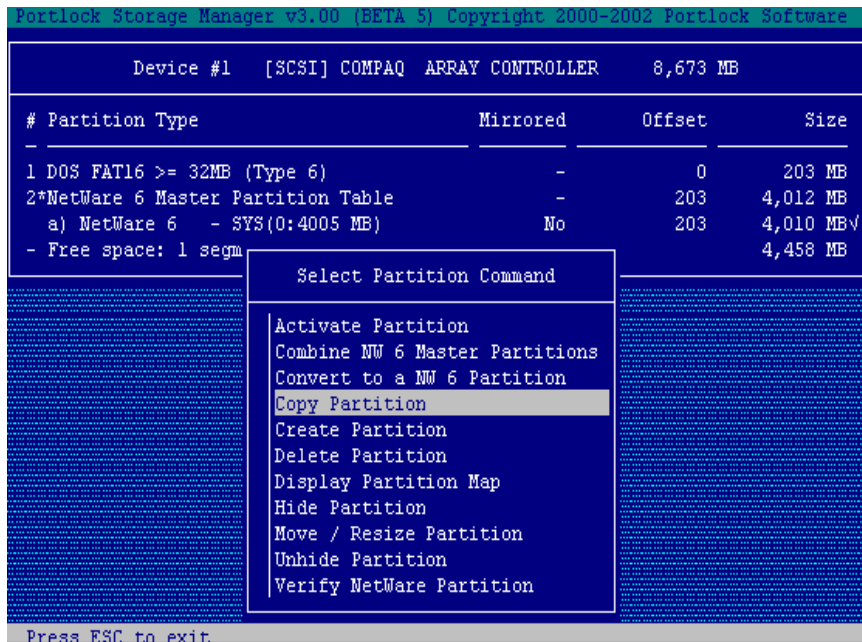 Portlock Storage Manager v3.00 (BETA 5) Copyright 2000-2002 Portlock Software
Device #1 [SCSI] COMPAQ ARRAY CONTROLLER 8,673 MB
# Partition Type Mirrored Offset Size
1 DOS FAT16 >= 32MB (Type 6) - 0 203 MB
2*NetWare 6 Master Partition Table - 203 4,012 MB
a) NetWare 6 - SYS(0:4005 MB) No 203 4,010 MB√
- Free space: 1 segm 4,458 MB
Select Partition Command
Activate Partition
Combine NW 6 Master Partitions
Convert to a NW 6 Partition
Copy Partition
Create Partition
Delete Partition
Display Partition Map
Hide Partition
Move / Resize Partition
Unhide Partition
Verify NetWare Partition
Press ESC to exit